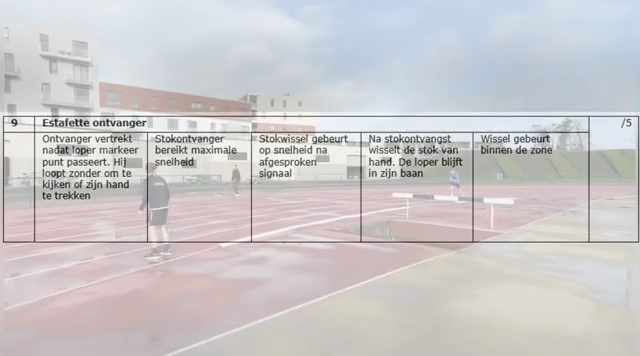 9 Estafette ontvanger /5
Ontvanger vertrekt
nadat loper markeer
punt passeert. Hij
loopt zonder om te
kijken of zijn hand
te trekken
Stokontvanger
bereikt maximale
snelheid
Stokwissel gebeurt
op snelheid na
afgesproken
signaal
Na stokontvangst
wisselt de stok van
hand. De loper blijft
in zijn baan
Wissel gebeurt
binnen de zone